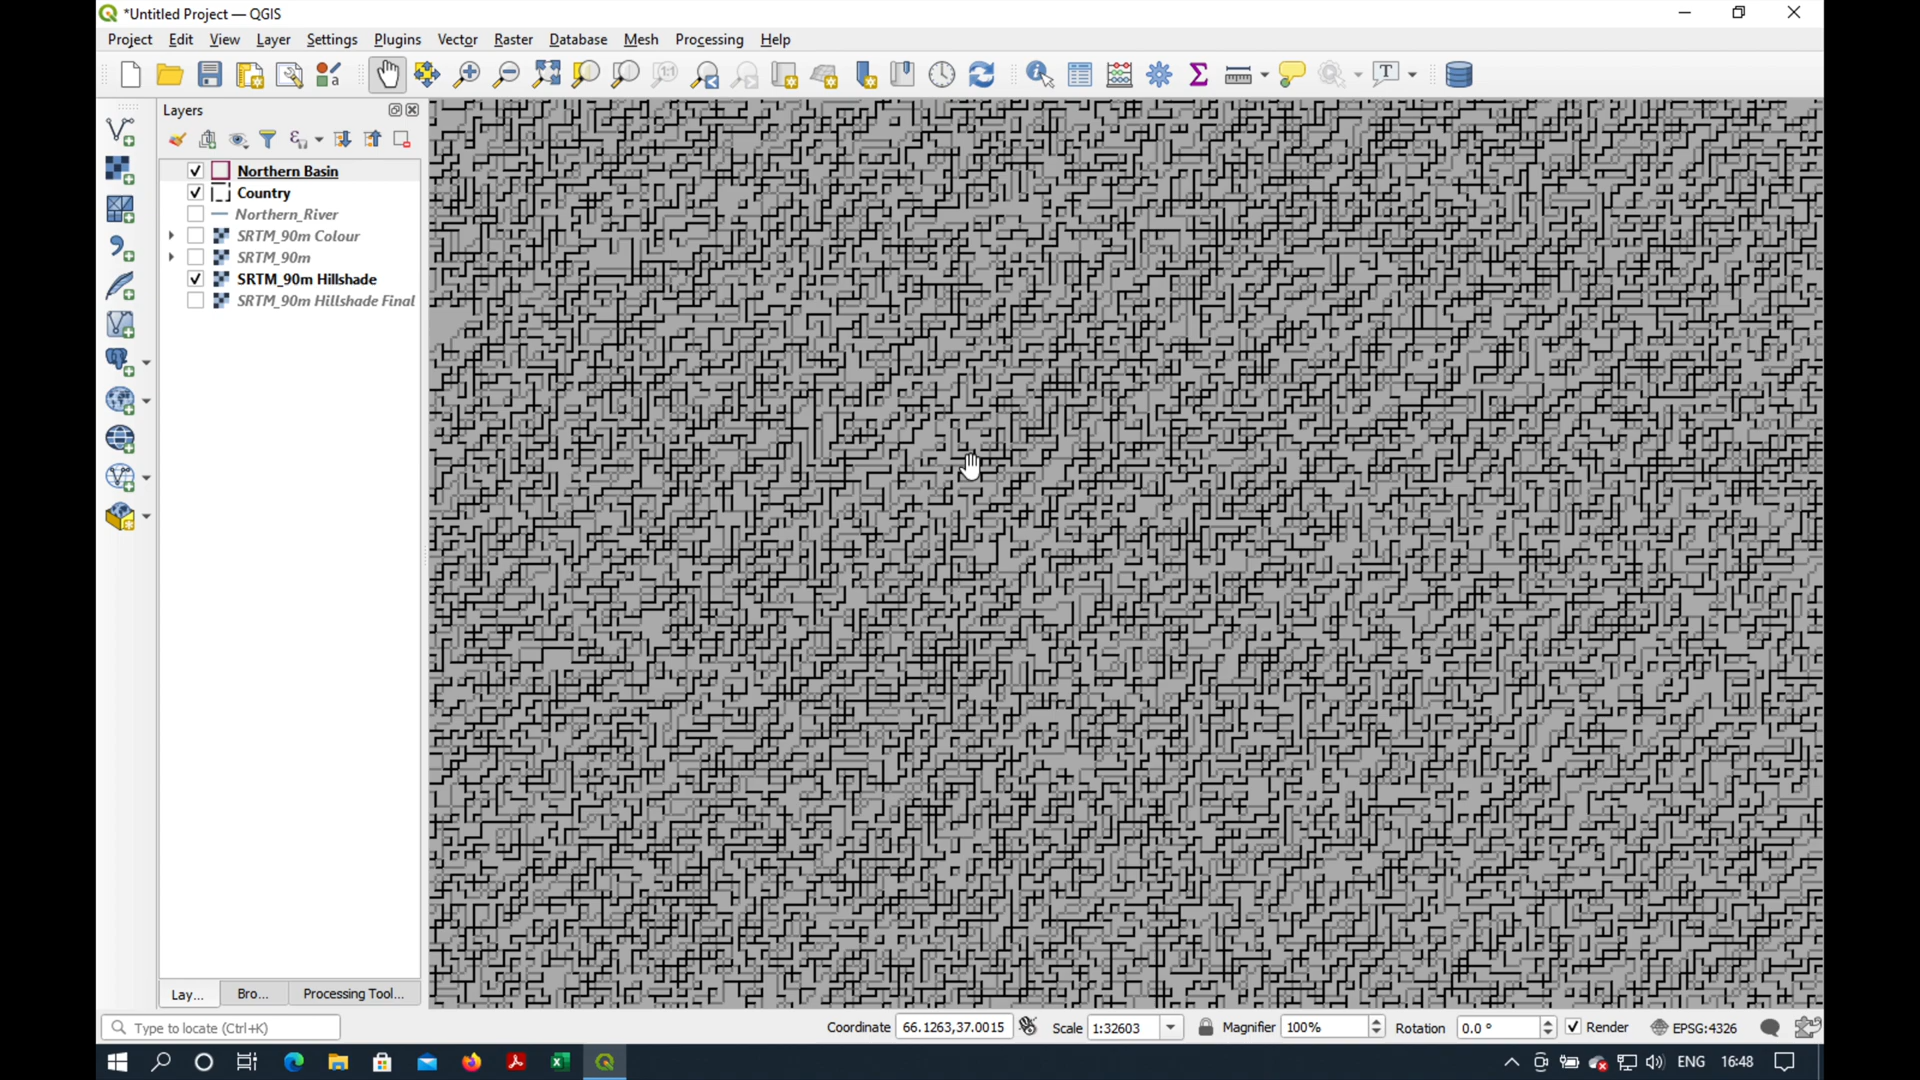 *Untitled Project — QGIS
Project Edit View Layer Settings Plugins Vector Raster Database Mesh Processing Help
Layers
Northern Basin
Country
Northern_River
SRTM_90m Colour
SRTM_90m
SRTM_90m Hillshade
SRTM_90m Hillshade Final
Lay... Bro... Processing Tool...
Type to locate (Ctrl+K) Coordinate 66.1263,37.0015 Scale 1:32603 Magnifier 100% Rotation 0.0 ° Render EPSG:4326
ENG 16:48